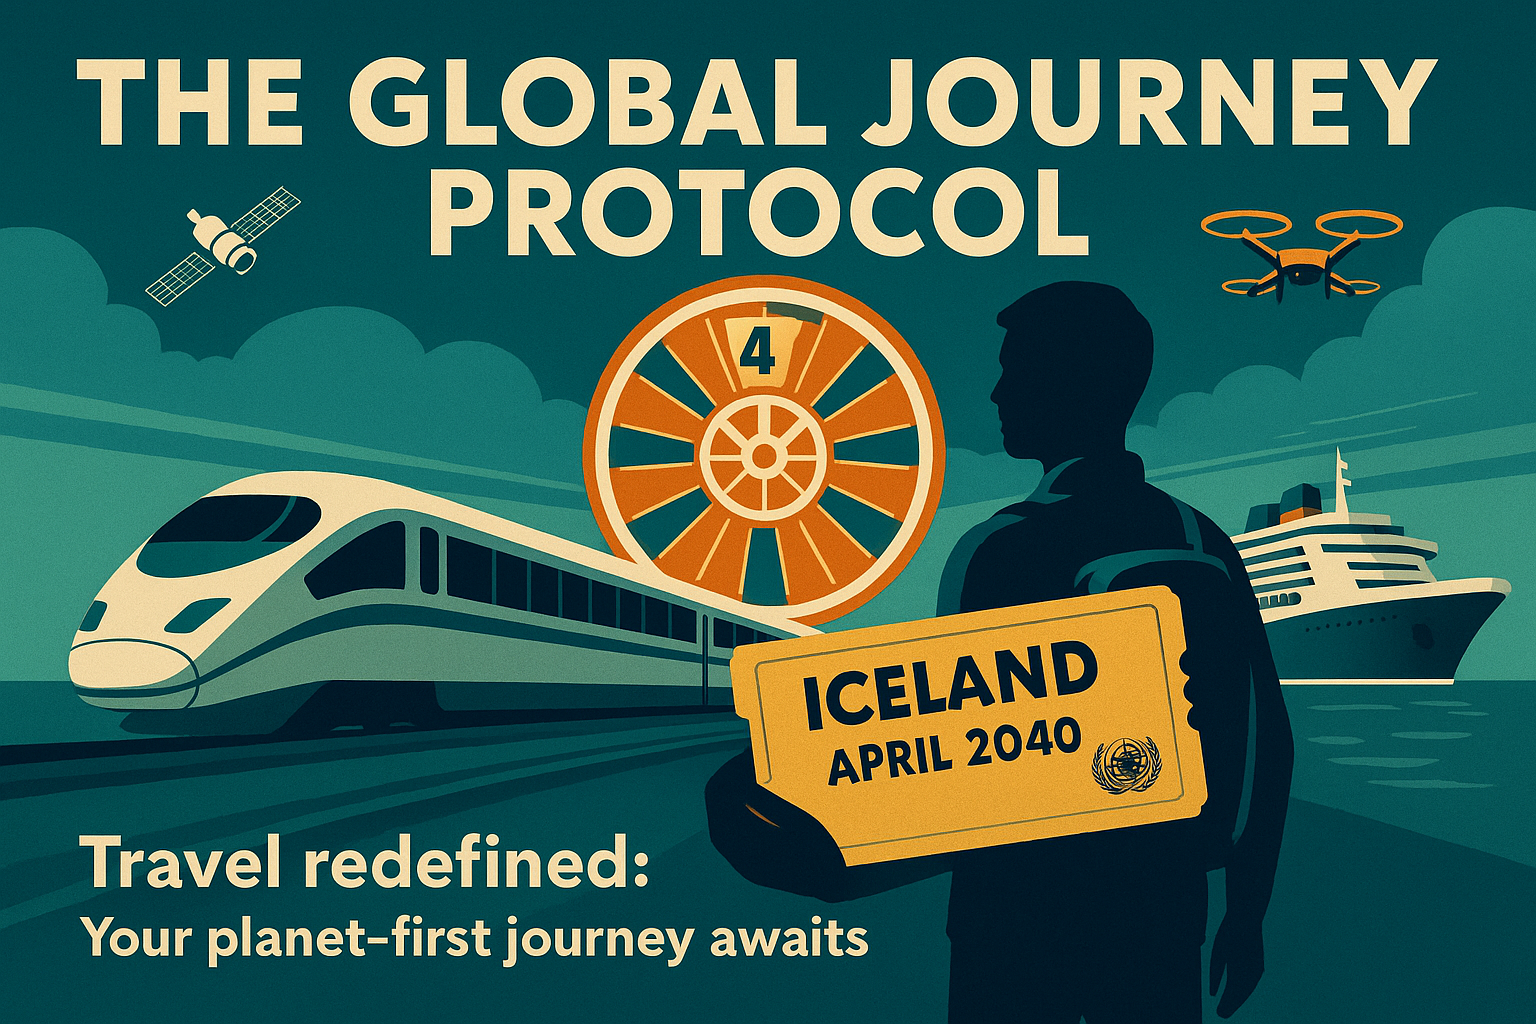 THE GLOBAL JOURNEY
PROTOCOL
4
ICELAND
APRIL 2040
Travel redefined:
Your planet-first journey awaits